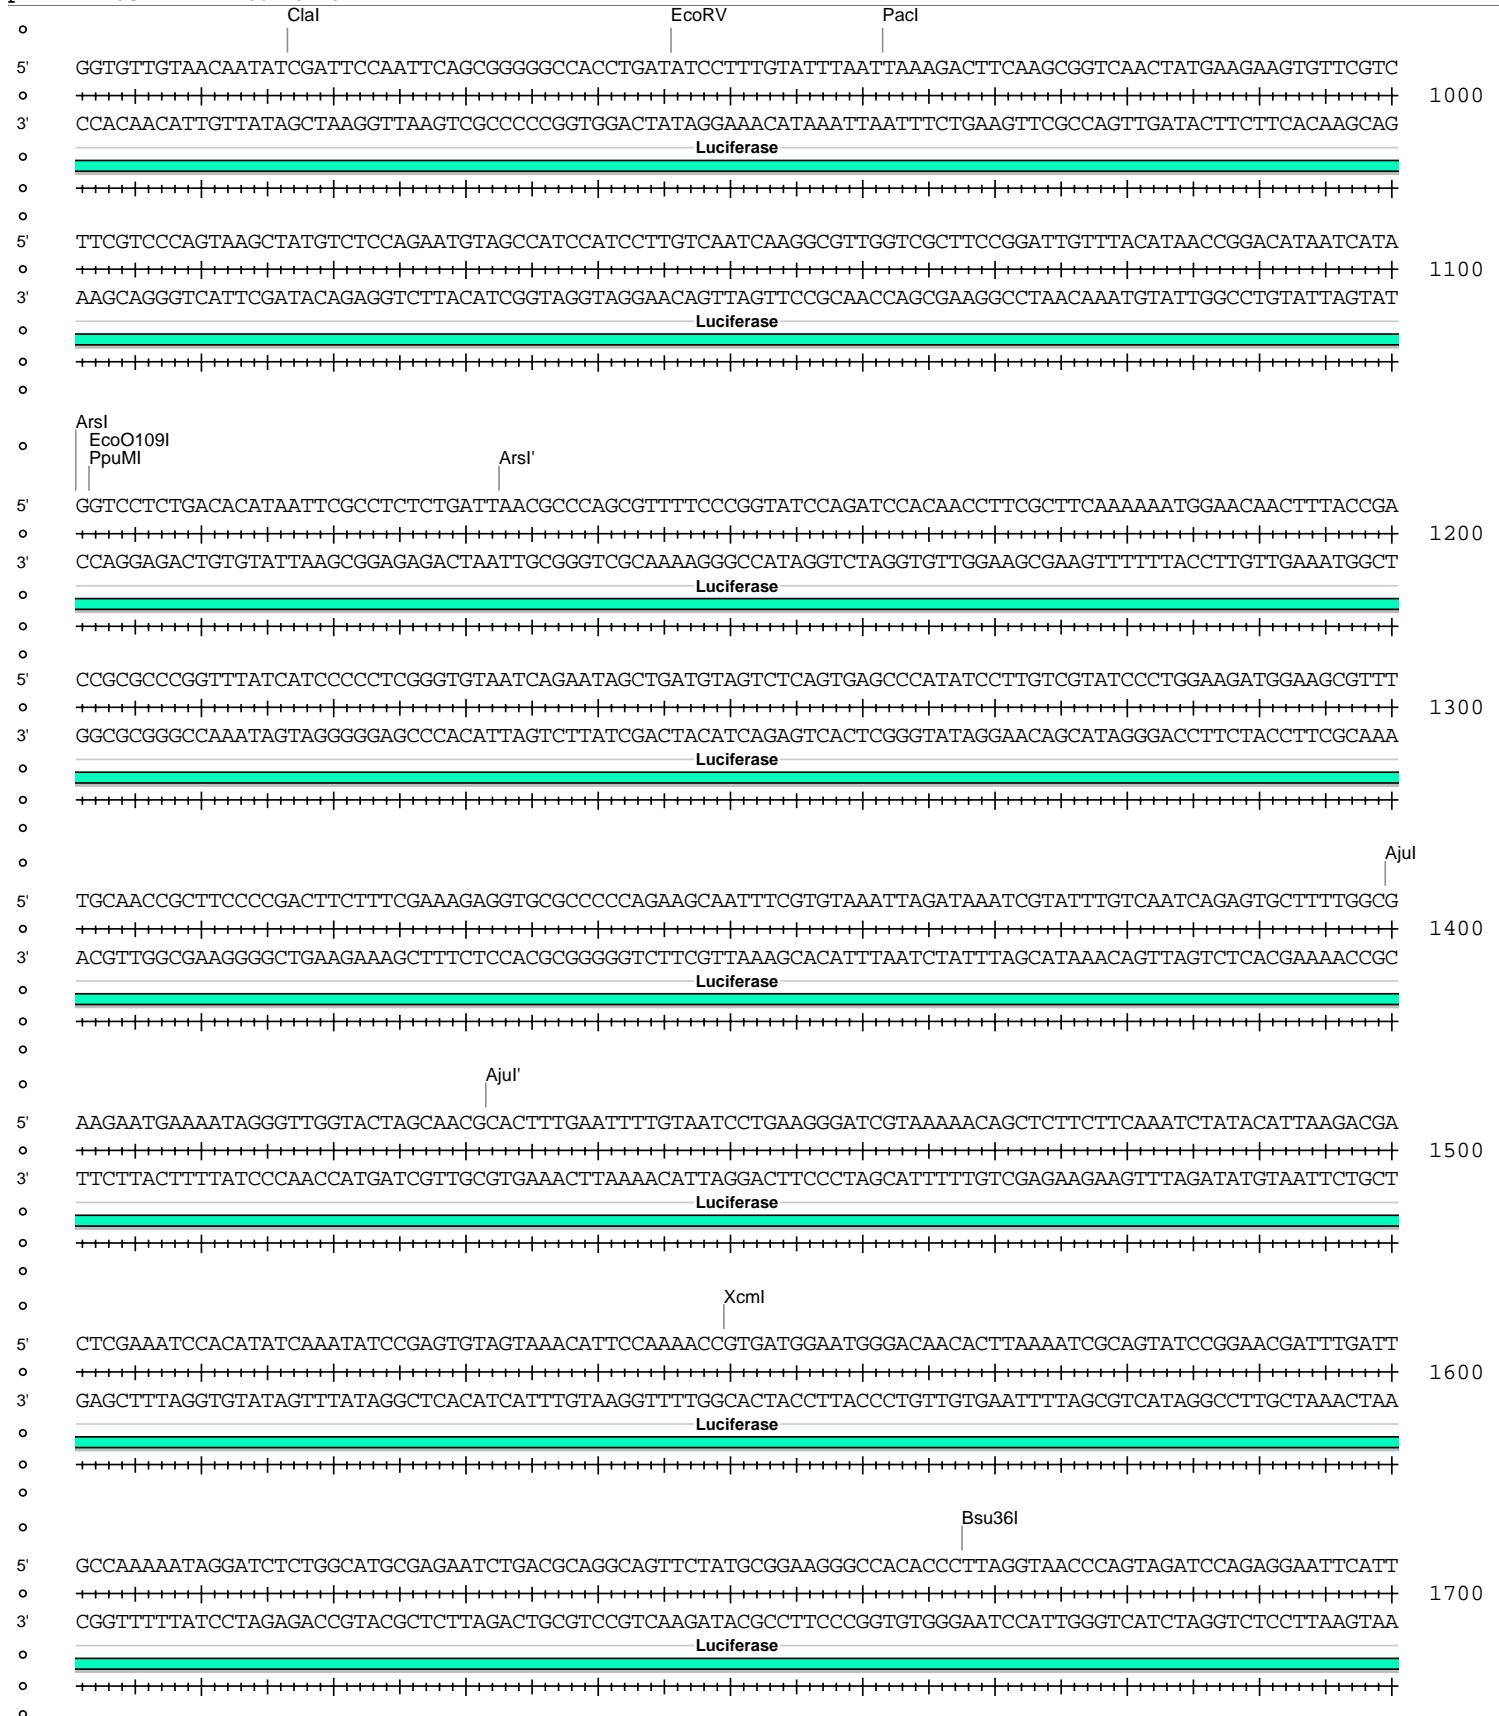 ClaI EcoRV PacI
5' GGTGTTGTAACAATATCGATTCCAATTCAGCGGGGGCCACCTGATATCCTTTGTATTTAATTAAAGACTTCAAGCGGTCAACTATGAAGAAGTGTTCGTC
1000
3' CCACAACATTGTTATAGCTAAGGTTAAGTCGCCCCCGGTGGACTATAGGAAACATAAATTAATTTCTGAAGTTCGCCAGTTGATACTTCTTCACAAGCAG
Luciferase
5' TTCGTCCCAGTAAGCTATGTCTCCAGAATGTAGCCATCCATCCTTGTCAATCAAGGCGTTGGTCGCTTCCGGATTGTTTACATAACCGGACATAATCATA
1100
3' AAGCAGGGTCATTCGATACAGAGGTCTTACATCGGTAGGTAGGAACAGTTAGTTCCGCAACCAGCGAAGGCCTAACAAATGTATTGGCCTGTATTAGTAT
Luciferase
ArsI
EcoO109I
PpuMI ArsI'
5' GGTCCTCTGACACATAATTCGCCTCTCTGATTAACGCCCAGCGTTTTCCCGGTATCCAGATCCACAACCTTCGCTTCAAAAAATGGAACAACTTTACCGA
1200
3' CCAGGAGACTGTGTATTAAGCGGAGAGACTAATTGCGGGTCGCAAAAGGGCCATAGGTCTAGGTGTTGGAAGCGAAGTTTTTTACCTTGTTGAAATGGCT
Luciferase
5' CCGCGCCCGGTTTATCATCCCCCTCGGGTGTAATCAGAATAGCTGATGTAGTCTCAGTGAGCCCATATCCTTGTCGTATCCCTGGAAGATGGAAGCGTTT
1300
3' GGCGCGGGCCAAATAGTAGGGGGAGCCCACATTAGTCTTATCGACTACATCAGAGTCACTCGGGTATAGGAACAGCATAGGGACCTTCTACCTTCGCAAA
Luciferase
AjuI
5' TGCAACCGCTTCCCCGACTTCTTTCGAAAGAGGTGCGCCCCCAGAAGCAATTTCGTGTAAATTAGATAAATCGTATTTGTCAATCAGAGTGCTTTTGGCG
1400
3' ACGTTGGCGAAGGGGCTGAAGAAAGCTTTCTCCACGCGGGGGTCTTCGTTAAAGCACATTTAATCTATTTAGCATAAACAGTTAGTCTCACGAAAACCGC
Luciferase
AjuI'
5' AAGAATGAAAATAGGGTTGGTACTAGCAACGCACTTTGAATTTTGTAATCCTGAAGGGATCGTAAAAACAGCTCTTCTTCAAATCTATACATTAAGACGA
1500
3' TTCTTACTTTTATCCCAACCATGATCGTTGCGTGAAACTTAAAACATTAGGACTTCCCTAGCATTTTTGTCGAGAAGAAGTTTAGATATGTAATTCTGCT
Luciferase
XcmI
5' CTCGAAATCCACATATCAAATATCCGAGTGTAGTAAACATTCCAAAACCGTGATGGAATGGGACAACACTTAAAATCGCAGTATCCGGAACGATTTGATT
1600
3' GAGCTTTAGGTGTATAGTTTATAGGCTCACATCATTTGTAAGGTTTTGGCACTACCTTACCCTGTTGTGAATTTTAGCGTCATAGGCCTTGCTAAACTAA
Luciferase
Bsu36I
5' GCCAAAAATAGGATCTCTGGCATGCGAGAATCTGACGCAGGCAGTTCTATGCGGAAGGGCCACACCCTTAGGTAACCCAGTAGATCCAGAGGAATTCATT
1700
3' CGGTTTTTATCCTAGAGACCGTACGCTCTTAGACTGCGTCCGTCAAGATACGCCTTCCCGGTGTGGGAATCCATTGGGTCATCTAGGTCTCCTTAAGTAA
Luciferase